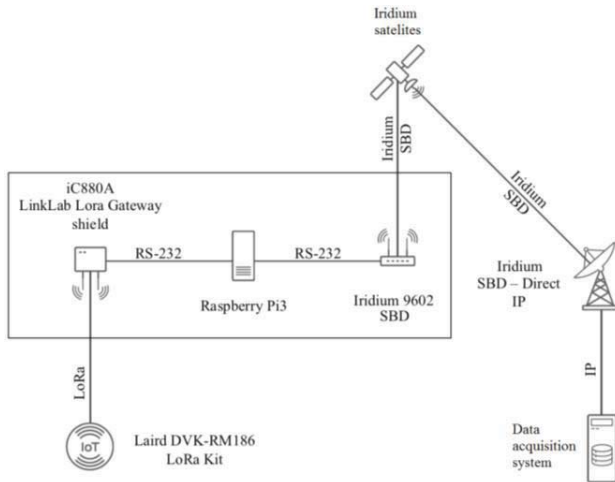 Iridium
satelites
Iridium
SBD
Iridium
SBD
iC880A
LinkLab Lora Gateway
shield
RS-232
RS-232
Raspberry Pi3
Iridium 9602
SBD
Iridium
SBD – Direct
IP
LoRa
IP
IoT
Laird DVK-RM186
LoRa Kit
Data
acquisition
system